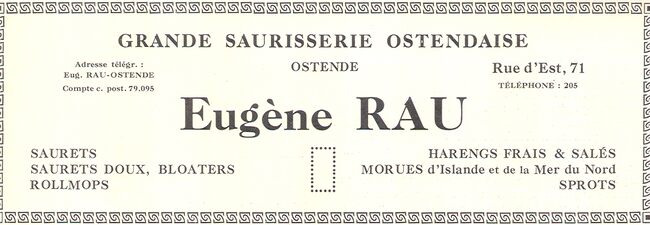 GRANDE SAURISSERIE OSTENDAISE
Adresse télégr. :
Eug. RAU-OSTENDE
Compte c. post. 79.095
OSTENDE
Rue d'Est, 71
TÉLÉPHONE : 205
Eugène RAU
SAURETS
SAURETS DOUX, BLOATERS
ROLLMOPS
HARENGS FRAIS & SALÉS
MORUES d'Islande et de la Mer du Nord
SPROTS